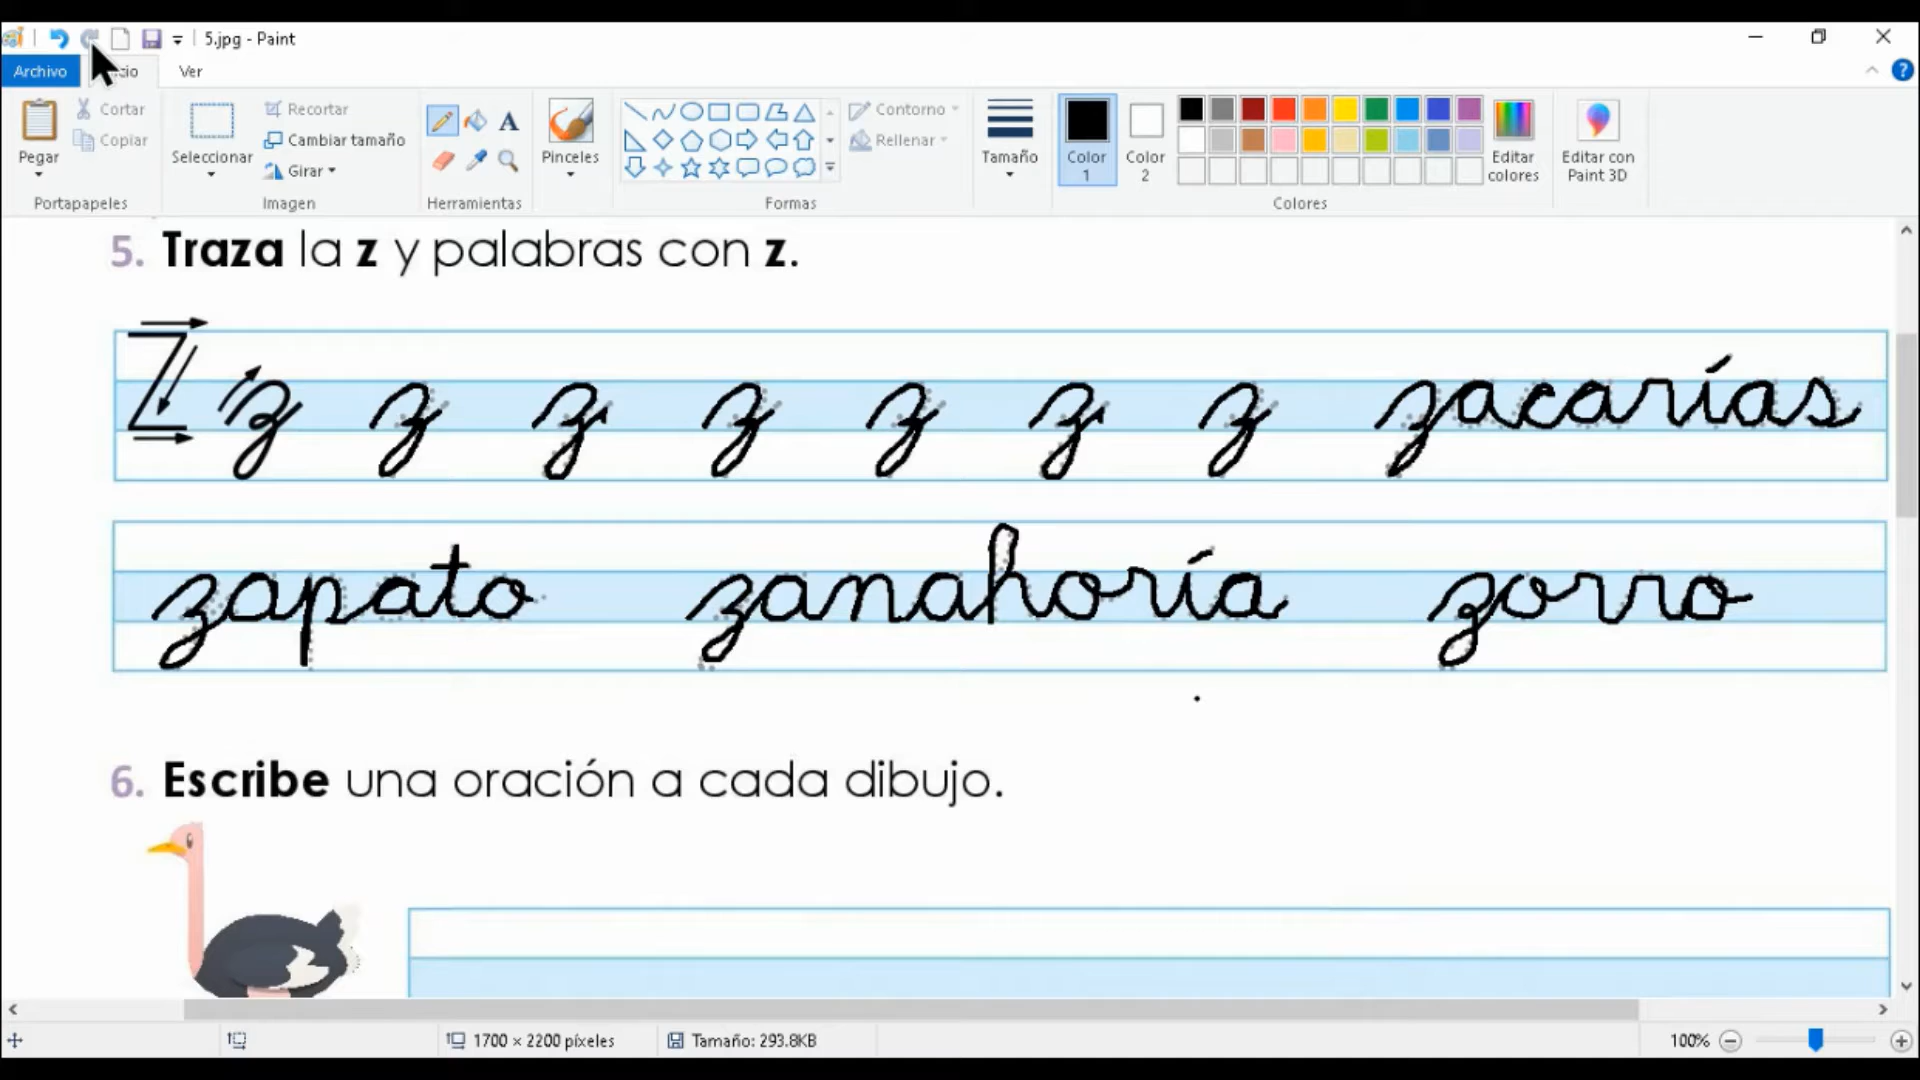 5.jpg - Paint
Archivo
Ver
Pegar
Cortar
Copiar
Portapapeles
Seleccionar
Recortar
Cambiar tamaño
Girar
Imagen
A
Herramientas
Pinceles
Contorno
Rellenar
Formas
Tamaño
Color 1
Color 2
Editar colores
Editar con Paint 3D
Colores
5. Traza la z y palabras con z.
Z z z z z z z z zacarías
zapato zanahoría zorro
6. Escribe una oración a cada dibujo.
1700 × 2200 píxeles
Tamaño: 293.8KB
100%